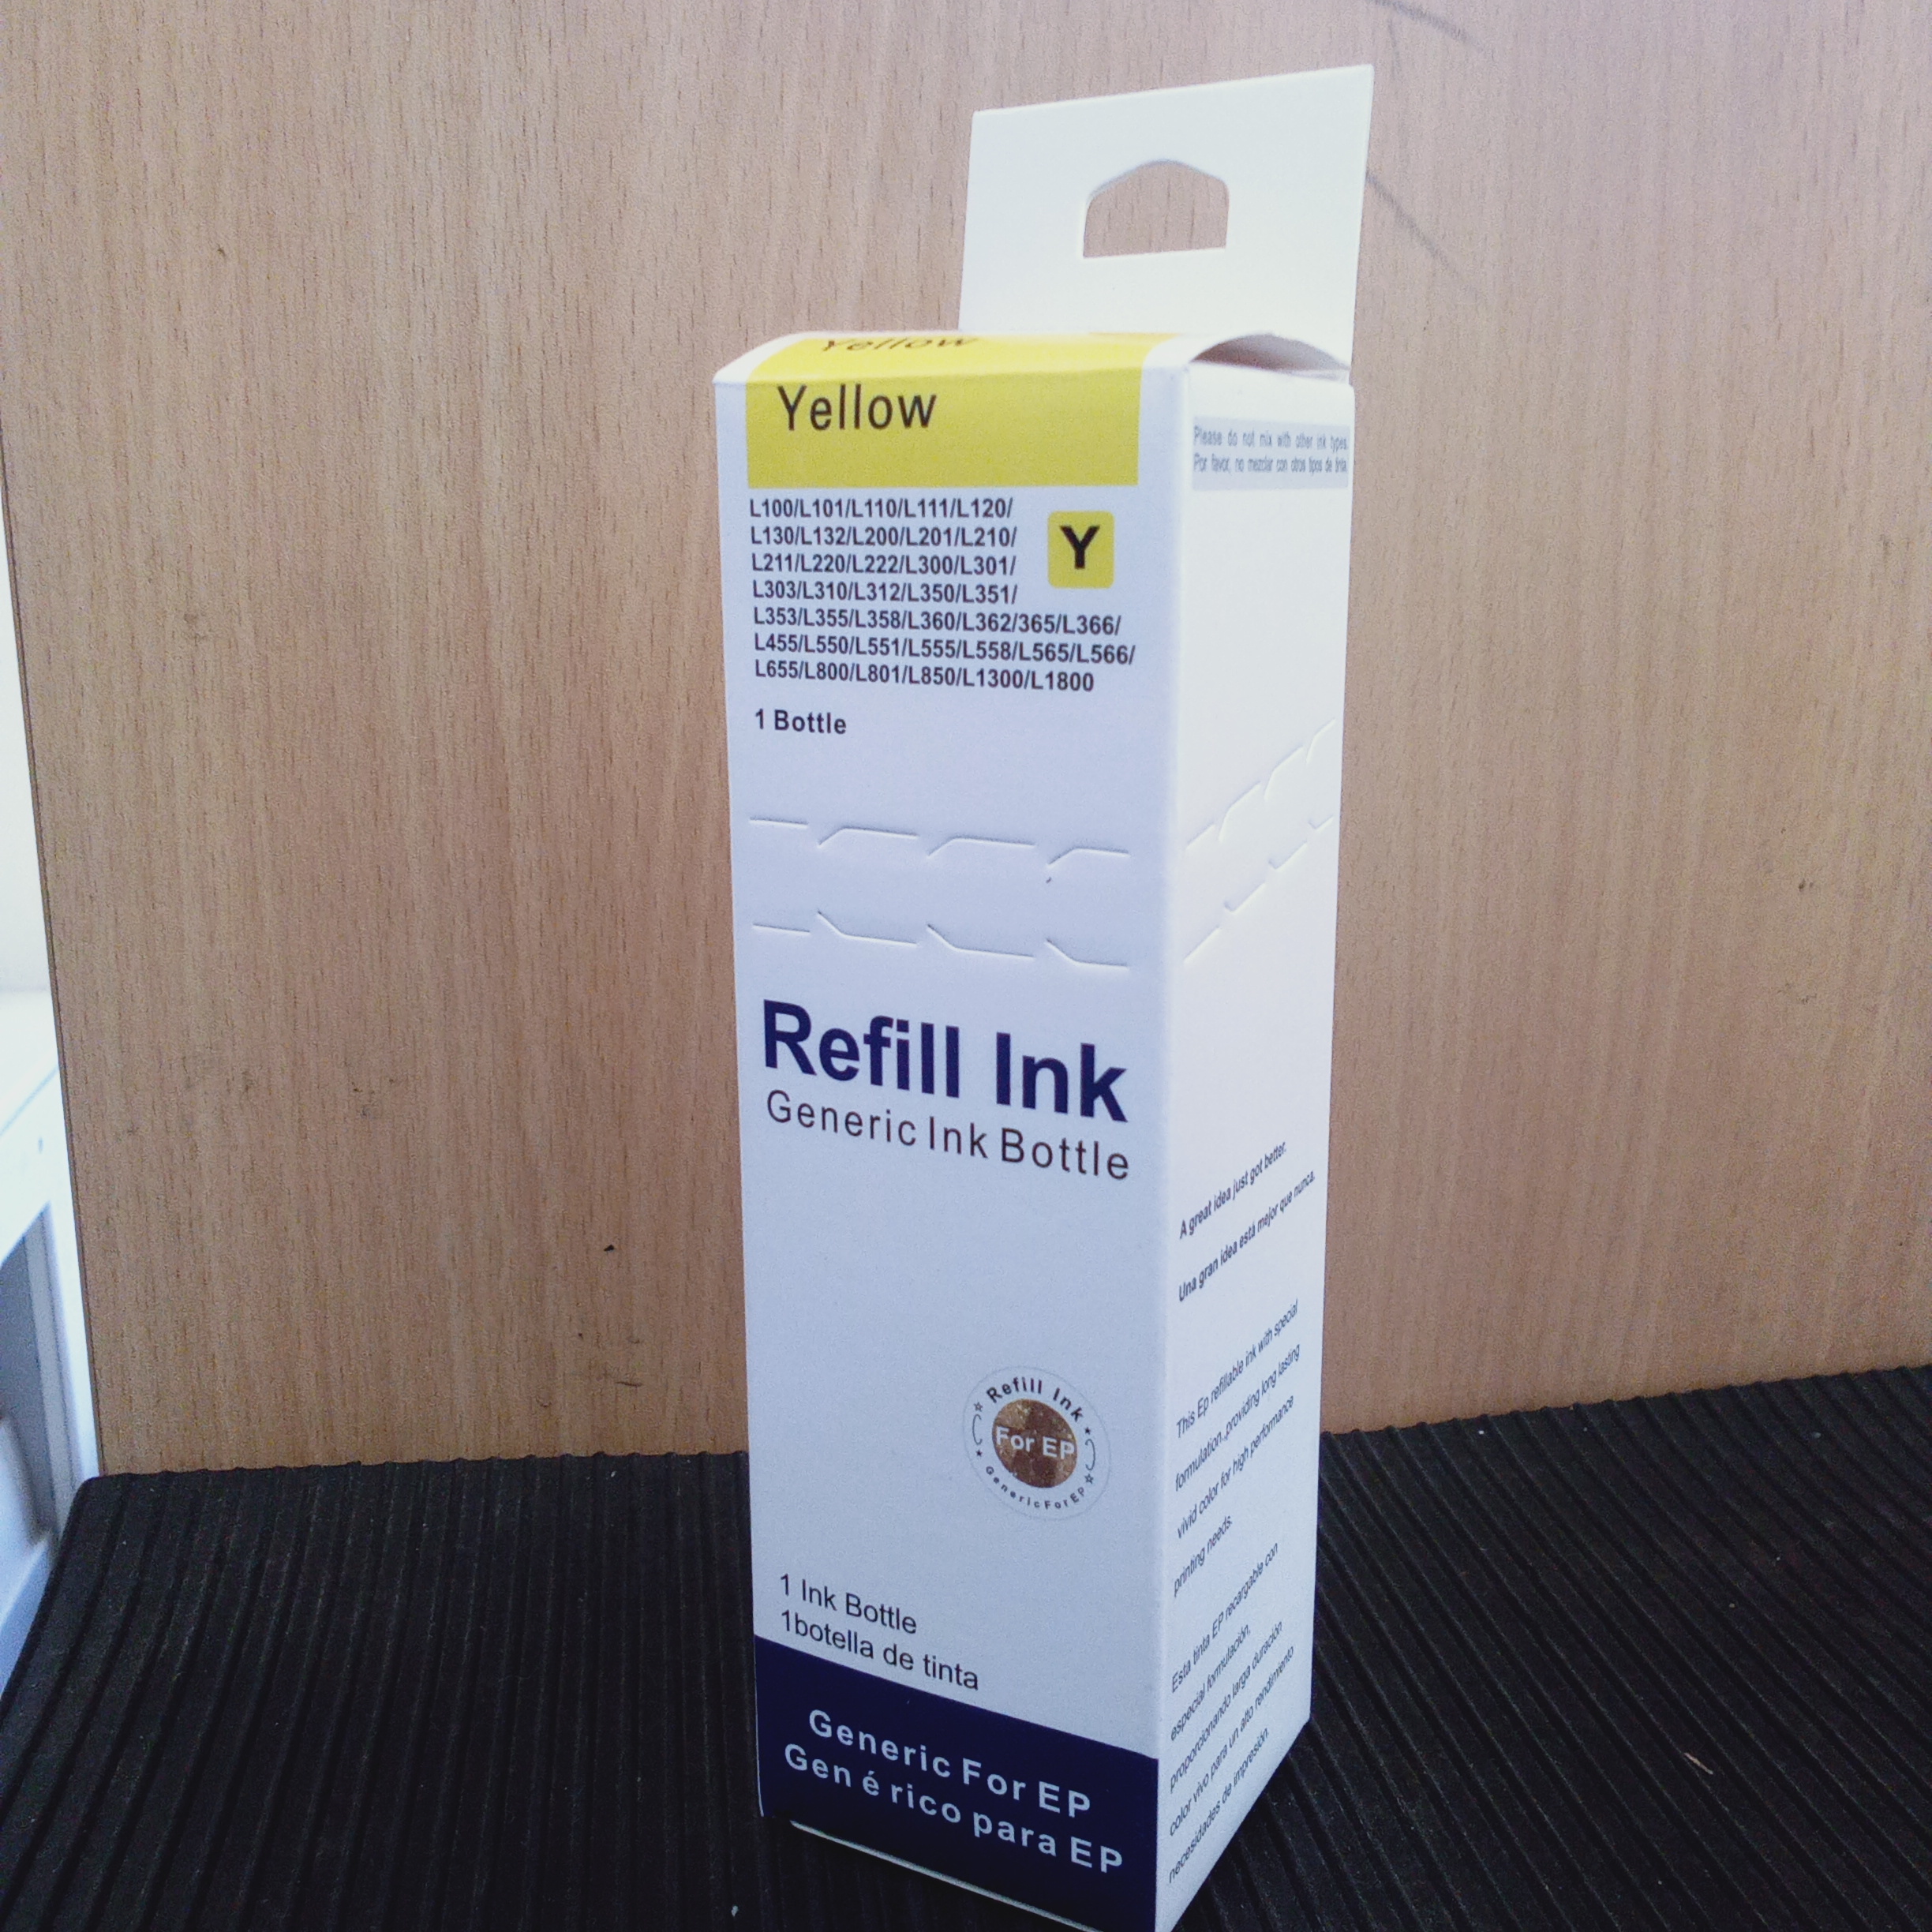 Yellow
Yellow
L100/L101/L110/L111/L120/
L130/L132/L200/L201/L210/
L211/L220/L222/L300/L301/
L303/L310/L312/L350/L351/
L353/L355/L358/L360/L362/365/L366/
L455/L550/L551/L555/L558/L565/L566/
L655/L800/L801/L850/L1300/L1800
Y
1 Bottle
Refill Ink
Generic Ink Bottle
Refill Ink
For EP
GenericForEP
1 Ink Bottle
1botella de tinta
Generic For EP
Gen é rico para EP
Please do not mix with other ink types.
Por favor, no mezclar con otros tipos de tinta.
A great idea just got better.
Una gran idea está mejor que nunca.
This Ep refillable ink with special
formulation.,providing long lasting
vivid color for high performance
printing needs.
Esta tinta EP recargable con
especial formulación,
proporcionando larga duración
color vivo para un alto rendimiento
necesidades de impresión.